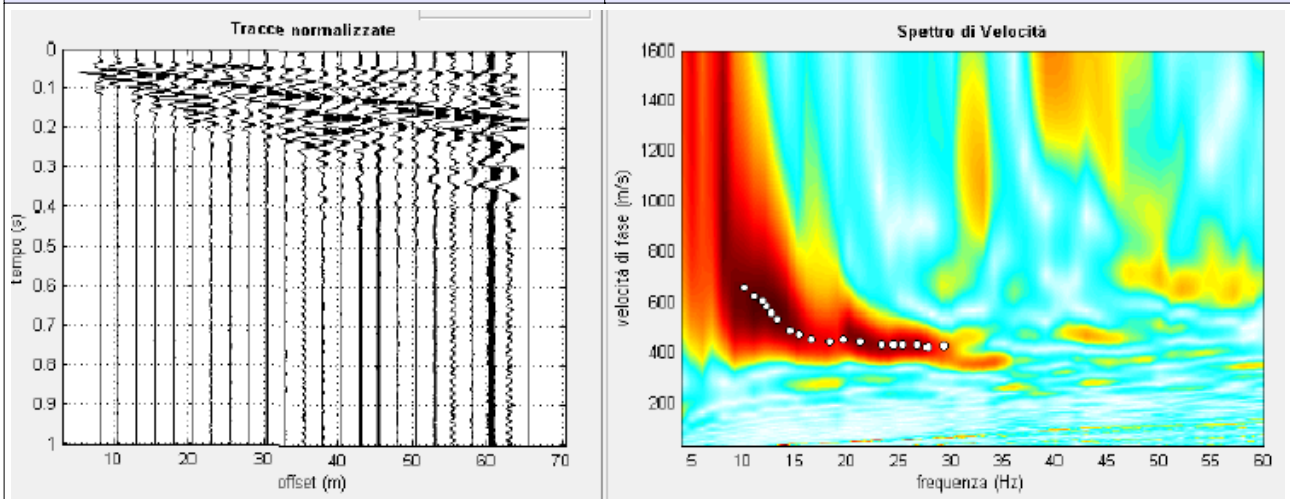 Tracce normalizzate
0
0.1
0.2
0.3
0.4
0.5
0.6
0.7
0.8
0.9
1
tempo (s)
10 20 30 40 50 60 70
offset (m)
Spettro di Velocità
1600
1400
1200
1000
800
600
400
200
velocità di fase (m/s)
5 10 15 20 25 30 35 40 45 50 55 60
frequenza (Hz)